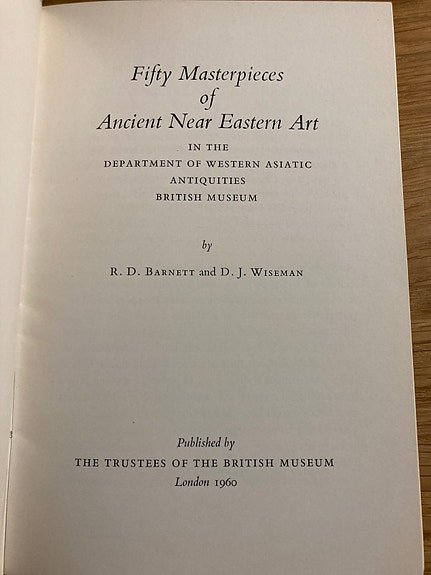 Fifty Masterpieces
of
Ancient Near Eastern Art
IN THE
DEPARTMENT OF WESTERN ASIATIC
ANTIQUITIES
BRITISH MUSEUM
by
R. D. BARNETT and D. J. WISEMAN
Published by
THE TRUSTEES OF THE BRITISH MUSEUM
London 1960